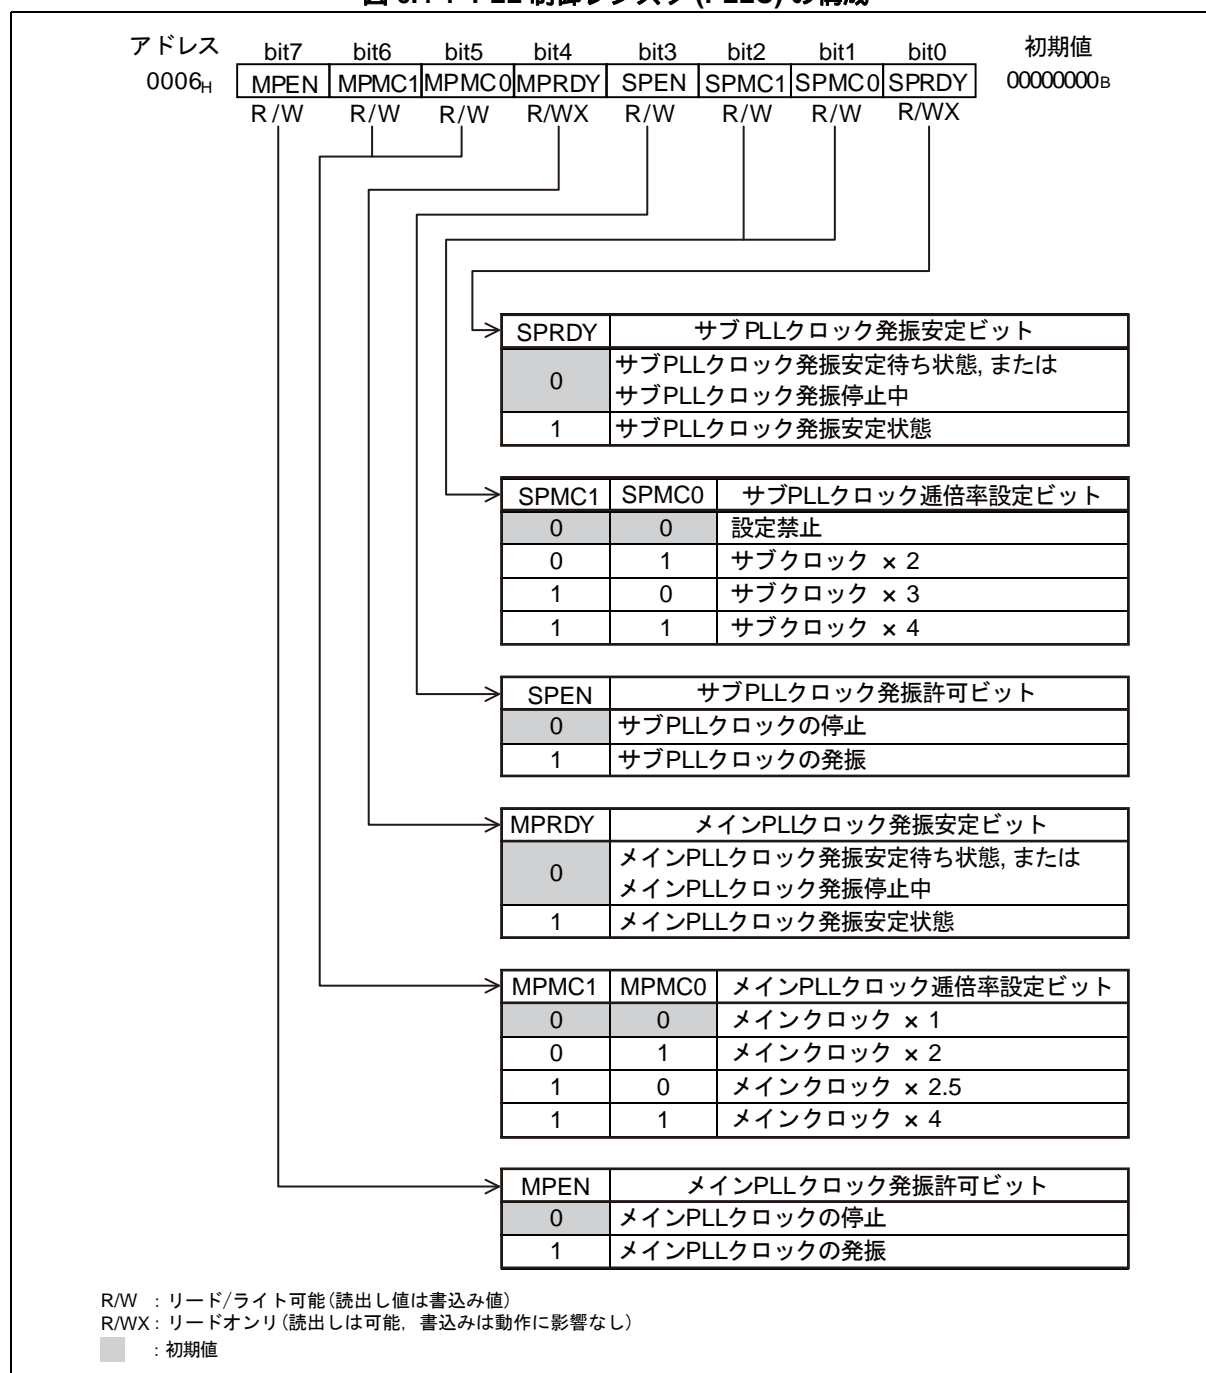 アドレス bit7 bit6 bit5 bit4 bit3 bit2 bit1 bit0 初期値
0006H MPEN MPMC1 MPMC0 MPRDY SPEN SPMC1 SPMC0 SPRDY 00000000B
R/W R/W R/W R/WX R/W R/W R/W R/WX
SPRDY サブPLLクロック発振安定ビット
0 サブPLLクロック発振安定待ち状態, または
サブPLLクロック発振停止中
1 サブPLLクロック発振安定状態
SPMC1 SPMC0 サブPLLクロック逓倍率設定ビット
0 0 設定禁止
0 1 サブクロック × 2
1 0 サブクロック × 3
1 1 サブクロック × 4
SPEN サブPLLクロック発振許可ビット
0 サブPLLクロックの停止
1 サブPLLクロックの発振
MPRDY メインPLLクロック発振安定ビット
0 メインPLLクロック発振安定待ち状態, または
メインPLLクロック発振停止中
1 メインPLLクロック発振安定状態
MPMC1 MPMC0 メインPLLクロック逓倍率設定ビット
0 0 メインクロック × 1
0 1 メインクロック × 2
1 0 メインクロック × 2.5
1 1 メインクロック × 4
MPEN メインPLLクロック発振許可ビット
0 メインPLLクロックの停止
1 メインPLLクロックの発振
R/W : リード/ライト可能(読出し値は書込み値)
R/WX : リードオンリ(読出しは可能, 書込みは動作に影響なし)
: 初期値